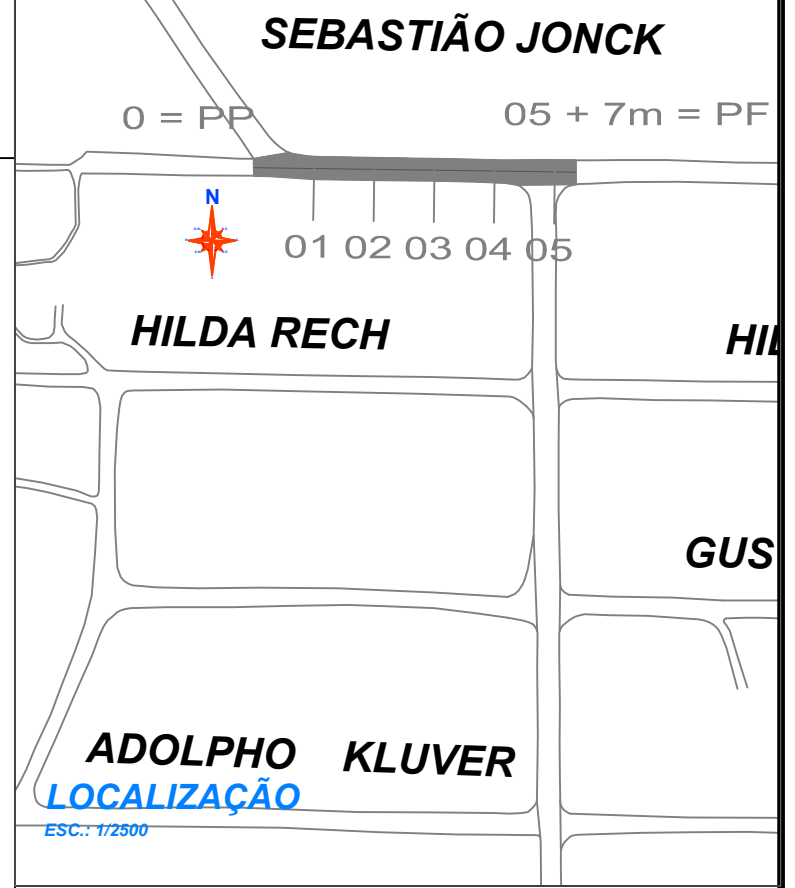 SEBASTIÃO JONCK
0 = PP
05 + 7m = PF
N
01 02 03 04 05
HILDA RECH
HIL
GUS
ADOLPHO KLUVER
LOCALIZAÇÃO
ESC.: 1/2500